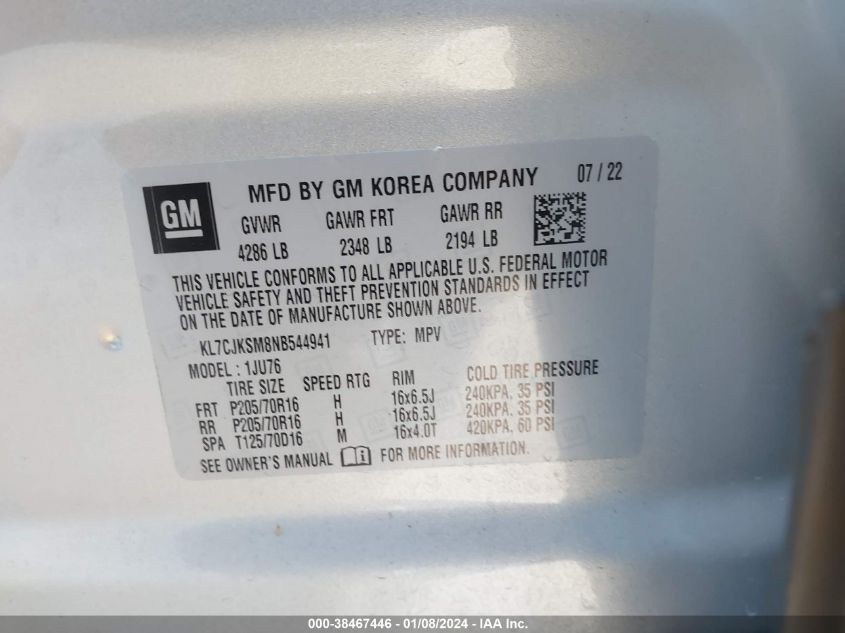 GM
MFD BY GM KOREA COMPANY 07 / 22
GVWR GAWR FRT GAWR RR
4286 LB 2348 LB 2194 LB
THIS VEHICLE CONFORMS TO ALL APPLICABLE U.S. FEDERAL MOTOR
VEHICLE SAFETY AND THEFT PREVENTION STANDARDS IN EFFECT
ON THE DATE OF MANUFACTURE SHOWN ABOVE.
KL7CJKSM8NB544941 TYPE: MPV
MODEL : 1JU76
TIRE SIZE SPEED RTG RIM COLD TIRE PRESSURE
FRT P205/70R16 H 16x6.5J 240KPA, 35 PSI
RR P205/70R16 H 16x6.5J 240KPA, 35 PSI
SPA T125/70D16 M 16x4.0T 420KPA, 60 PSI
SEE OWNER'S MANUAL i FOR MORE INFORMATION.
000-38467446 - 01/08/2024 - IAA Inc.